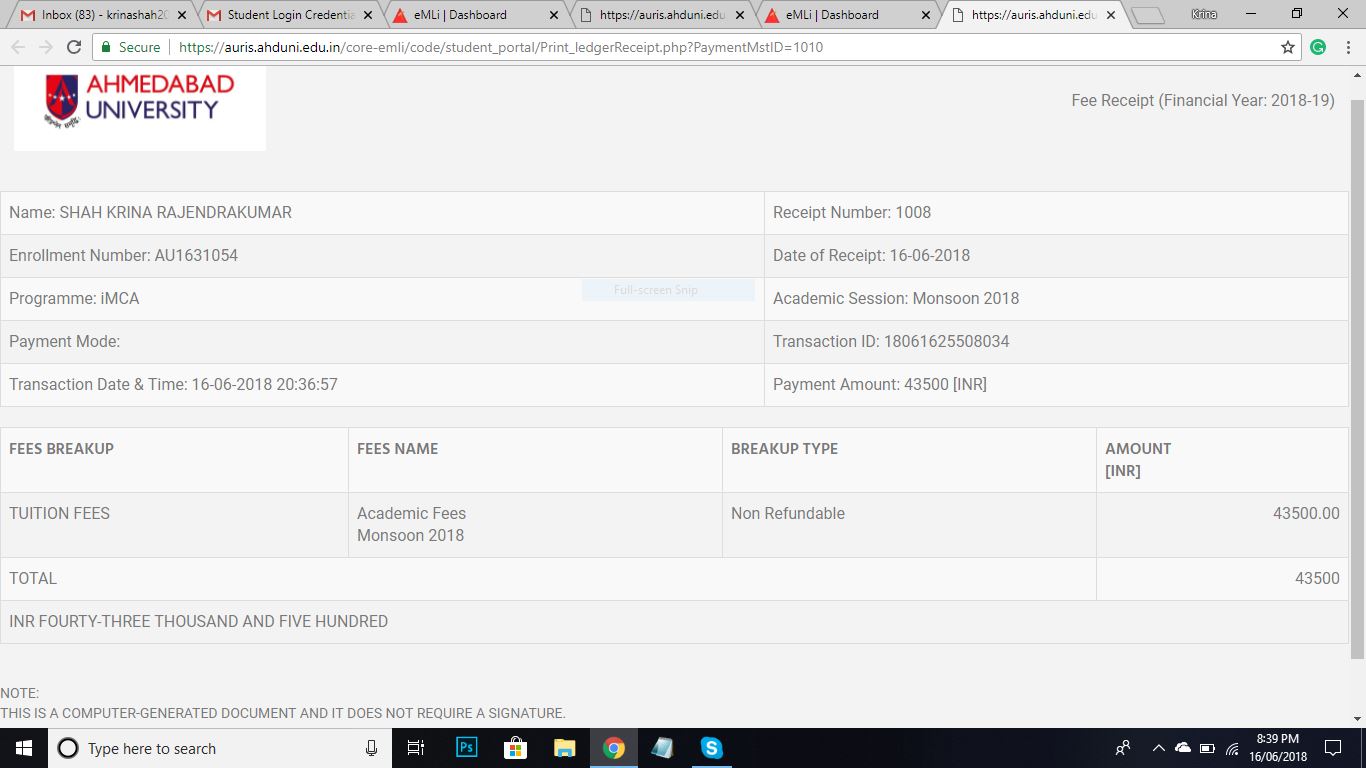 Inbox (83) - krinashah20
Student Login Credentia
eMLi | Dashboard
https://auris.ahduni.edu
eMLi | Dashboard
https://auris.ahduni.edu
Krina
Secure
https://auris.ahduni.edu.in/core-emli/code/student_portal/Print_ledgerReceipt.php?PaymentMstID=1010
AHMEDABAD
UNIVERSITY
Fee Receipt (Financial Year: 2018-19)
Name: SHAH KRINA RAJENDRAKUMAR
Receipt Number: 1008
Enrollment Number: AU1631054
Date of Receipt: 16-06-2018
Programme: iMCA
Full-screen Snip
Academic Session: Monsoon 2018
Payment Mode:
Transaction ID: 18061625508034
Transaction Date & Time: 16-06-2018 20:36:57
Payment Amount: 43500 [INR]
FEES BREAKUP
FEES NAME
BREAKUP TYPE
AMOUNT
[INR]
TUITION FEES
Academic Fees
Monsoon 2018
Non Refundable
43500.00
TOTAL
43500
INR FOURTY-THREE THOUSAND AND FIVE HUNDRED
NOTE:
THIS IS A COMPUTER-GENERATED DOCUMENT AND IT DOES NOT REQUIRE A SIGNATURE.
Type here to search
Ps
8:39 PM
16/06/2018